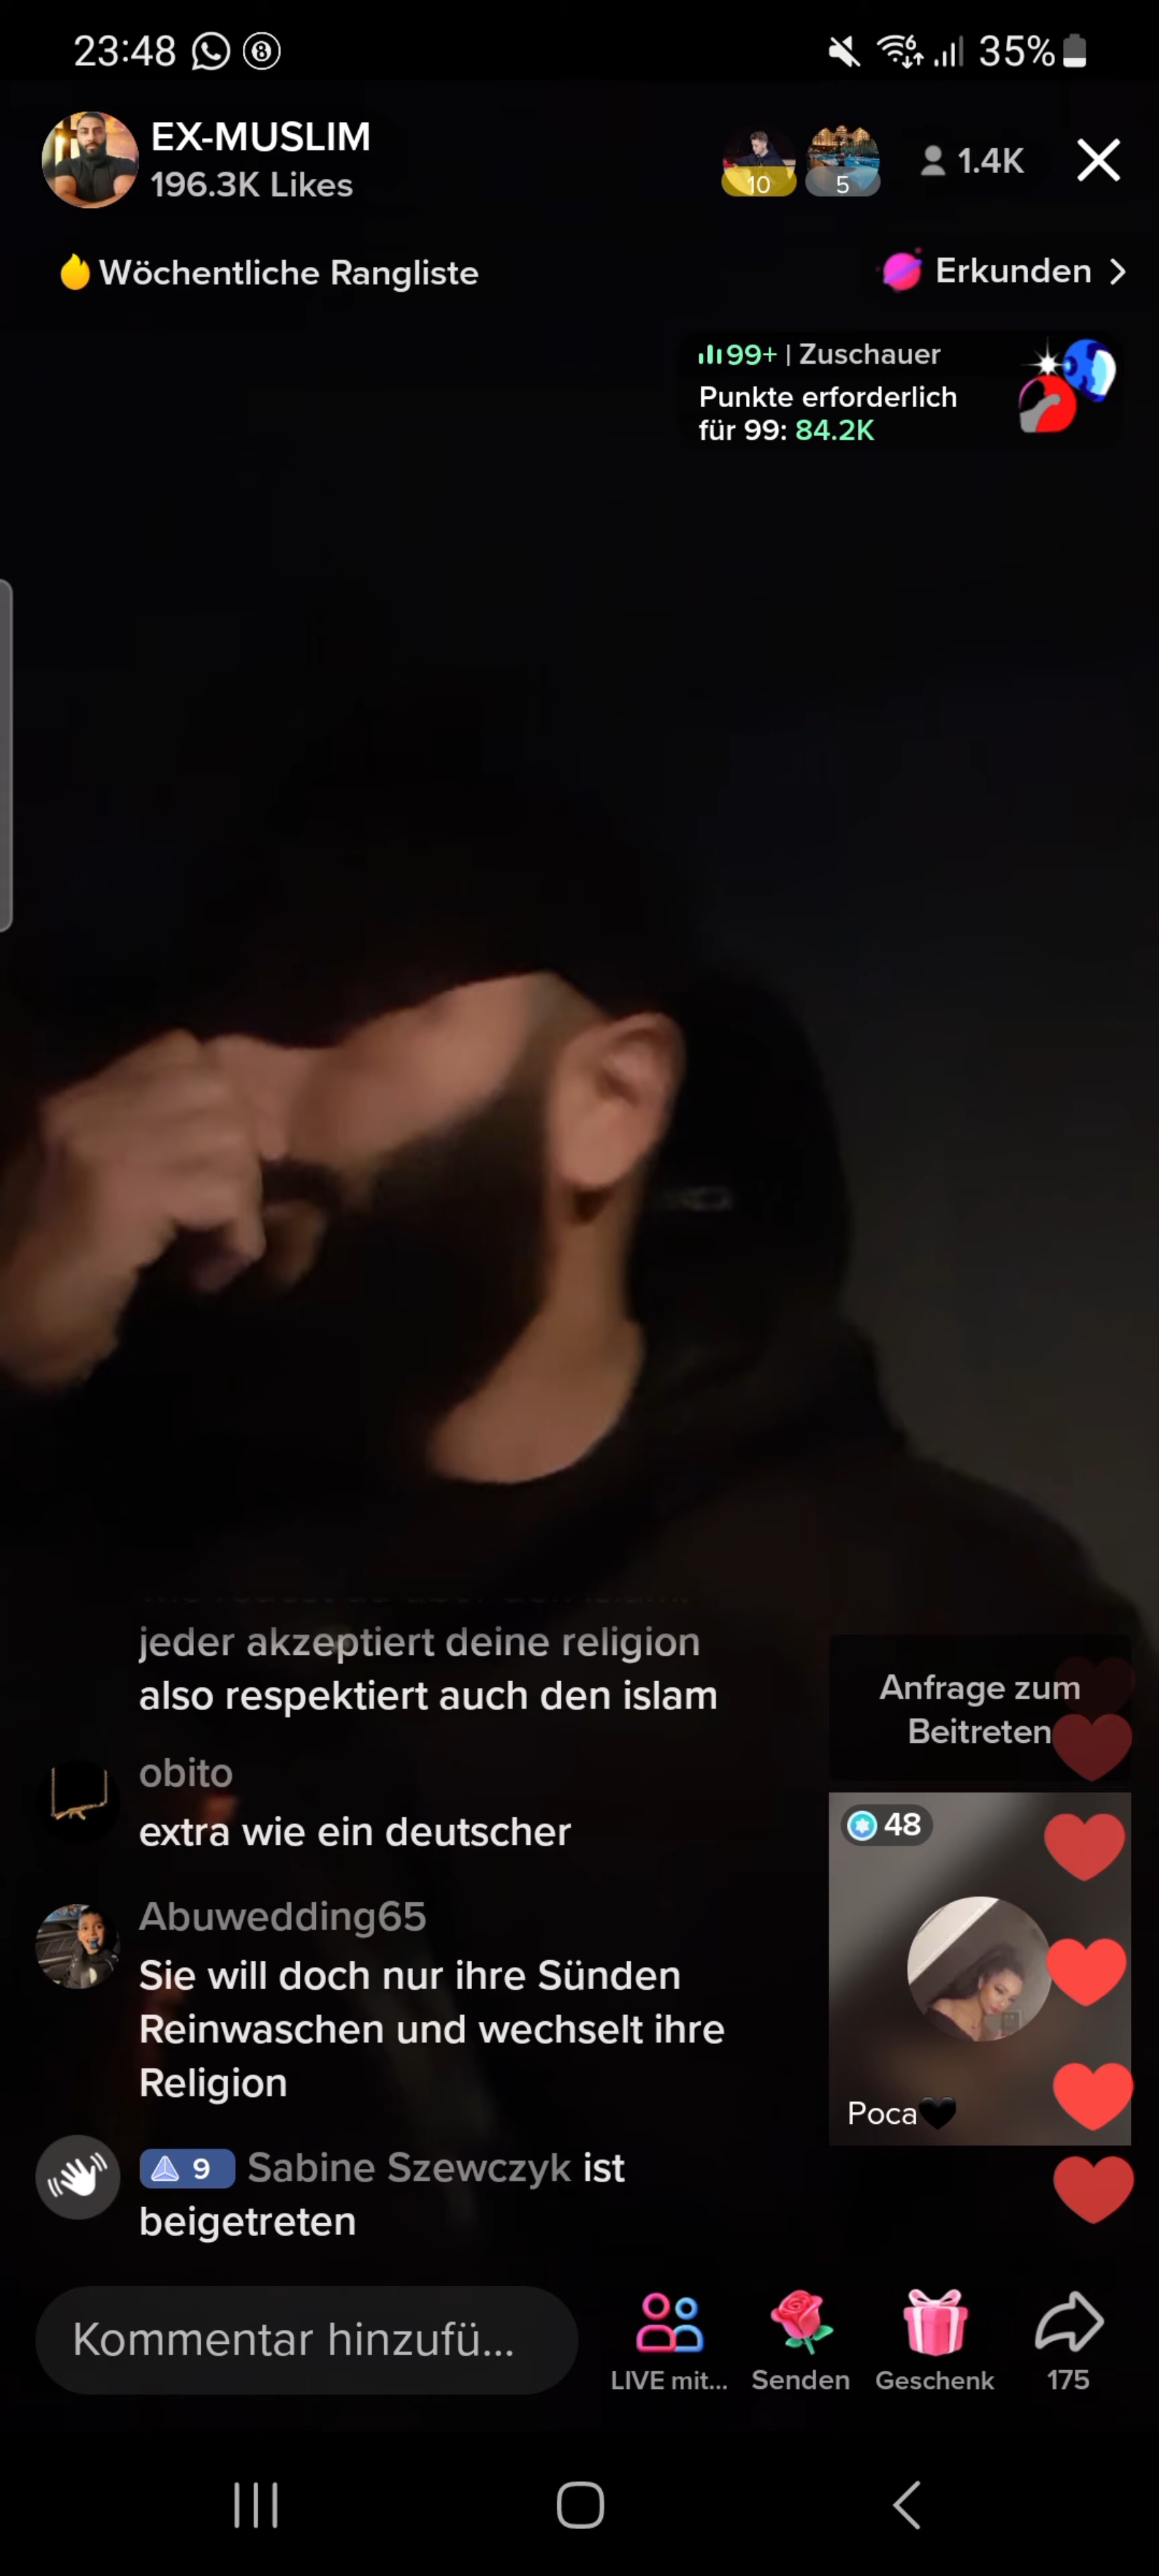 23:48
35%
EX-MUSLIM
196.3K Likes
10
5
1.4K
Wöchentliche Rangliste
Erkunden
99+ | Zuschauer
Punkte erforderlich
für 99: 84.2K
jeder akzeptiert deine religion
also respektiert auch den islam
Anfrage zum
Beitreten
obito
extra wie ein deutscher
48
Abuwedding65
Sie will doch nur ihre Sünden
Reinwaschen und wechselt ihre
Religion
Poca
9 Sabine Szewczyk ist
beigetreten
Kommentar hinzufü...
LIVE mit...
Senden
Geschenk
175